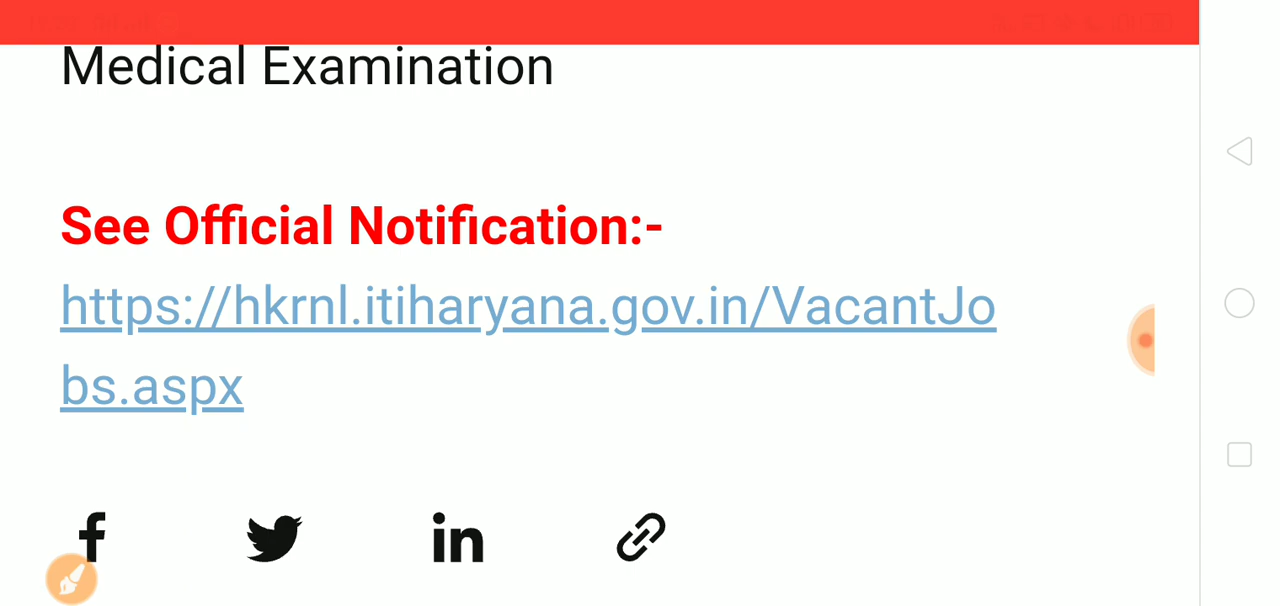 Medical Examination
See Official Notification:-
https://hkrnl.itiharyana.gov.in/VacantJo
bs.aspx